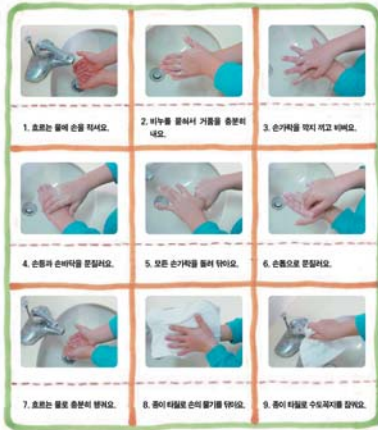 1. 흐르는 물에 손을 적셔요.
2. 비누를 묻혀서 거품을 충분히
내요.
3. 손가락을 깍지 끼고 비벼요.
4. 손등과 손바닥을 문질러요.
5. 모든 손가락을 돌려 닦아요.
6. 손톱으로 문질러요.
7. 흐르는 물로 충분히 헹궈요.
8. 종이 타월로 손의 물기를 닦아요.
9. 종이 타월로 수도꼭지를 잠궈요.